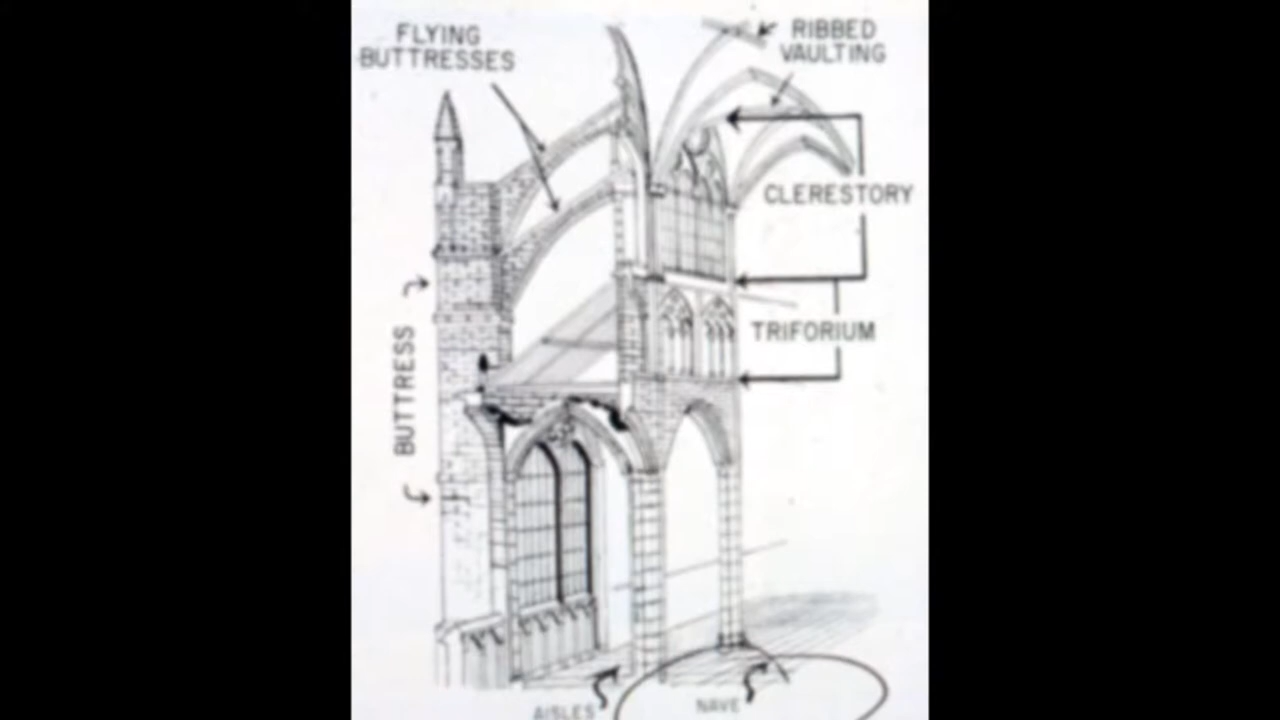 FLYING
BUTTRESSES
RIBBED
VAULTING
CLERESTORY
TRIFORIUM
BUTTRESS
AISLES
NAVE